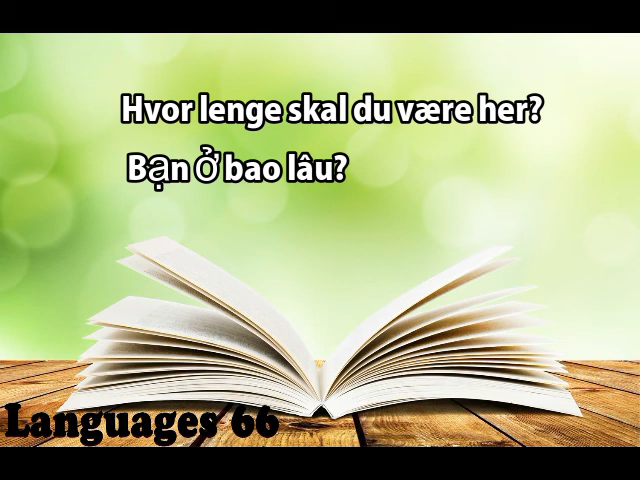 Hvor lenge skal du være her?
Bạn Ở bao lâu?
Languages 66